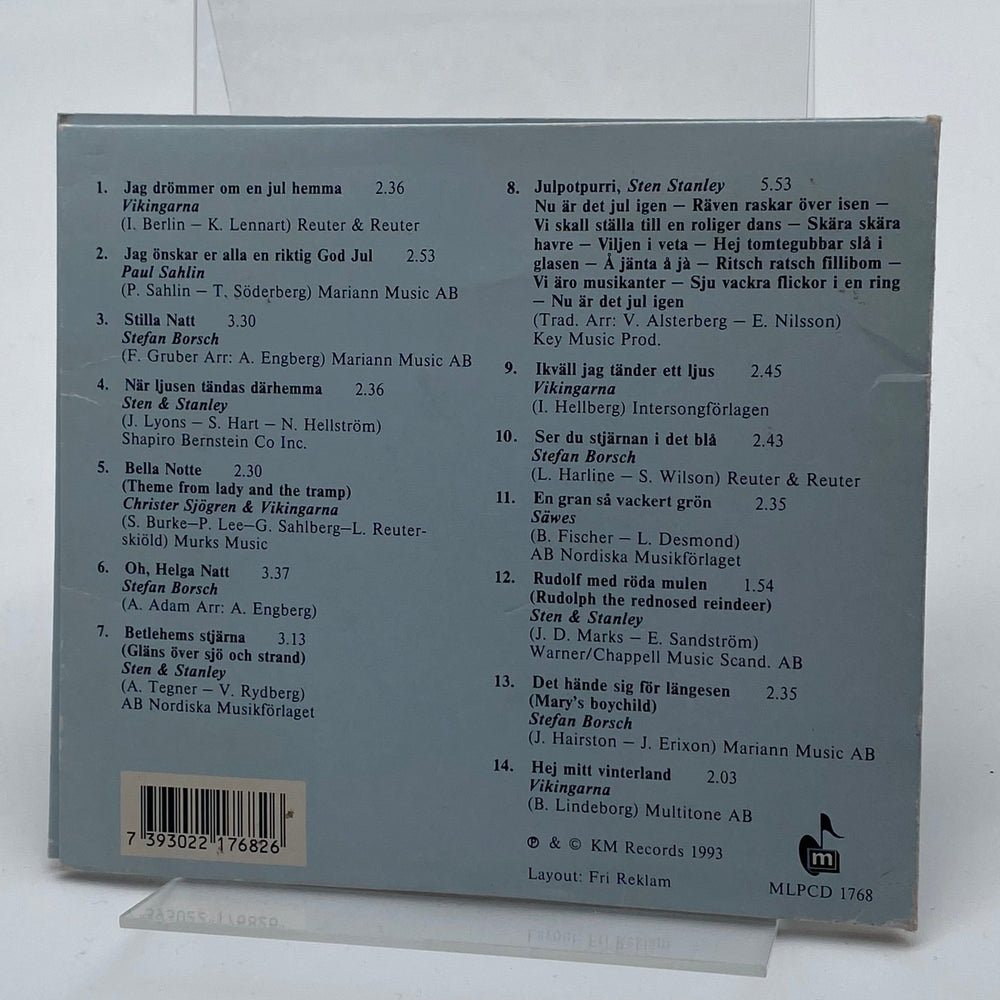 1. Jag drömmer om en jul hemma 2.36
Vikingarna
(I. Berlin – K. Lennart) Reuter & Reuter
2. Jag önskar er alla en riktig God Jul 2.53
Paul Sahlin
(P. Sahlin – T. Söderberg) Mariann Music AB
3. Stilla Natt 3.30
Stefan Borsch
(F. Gruber Arr: A. Engberg) Mariann Music AB
4. När ljusen tändas därhemma 2.36
Sten & Stanley
(J. Lyons – S. Hart – N. Hellström)
Shapiro Bernstein Co Inc.
5. Bella Notte 2.30
(Theme from lady and the tramp)
Christer Sjögren & Vikingarna
(S. Burke–P. Lee–G. Sahlberg–L. Reuter-
skiöld) Murks Music
6. Oh, Helga Natt 3.37
Stefan Borsch
(A. Adam Arr: A. Engberg)
7. Betlehems stjärna 3.13
(Gläns över sjö och strand)
Sten & Stanley
(A. Tegner – V. Rydberg)
AB Nordiska Musikförlaget
7 393022 176826
8. Julpotpurri, Sten Stanley 5.53
Nu är det jul igen – Räven raskar över isen –
Vi skall ställa till en roliger dans – Skära skära
havre – Viljen i veta – Hej tomtegubbar slå i
glasen – Å jänta å jà – Ritsch ratsch fillibom –
Vi äro musikanter – Sju vackra flickor i en ring
– Nu är det jul igen
(Trad. Arr: V. Alsterberg – E. Nilsson)
Key Music Prod.
9. Ikväll jag tänder ett ljus 2.45
Vikingarna
(I. Hellberg) Intersongförlagen
10. Ser du stjärnan i det blå 2.43
Stefan Borsch
(L. Harline – S. Wilson) Reuter & Reuter
11. En gran så vackert grön 2.35
Säwes
(B. Fischer – L. Desmond)
AB Nordiska Musikförlaget
12. Rudolf med röda mulen 1.54
(Rudolph the rednosed reindeer)
Sten & Stanley
(J. D. Marks – E. Sandström)
Warner/Chappell Music Scand. AB
13. Det hände sig för längesen 2.35
(Mary's boychild)
Stefan Borsch
(J. Hairston – J. Erixon) Mariann Music AB
14. Hej mitt vinterland 2.03
Vikingarna
(B. Lindeborg) Multitone AB
℗ & © KM Records 1993
Layout: Fri Reklam
m
MLPCD 1768